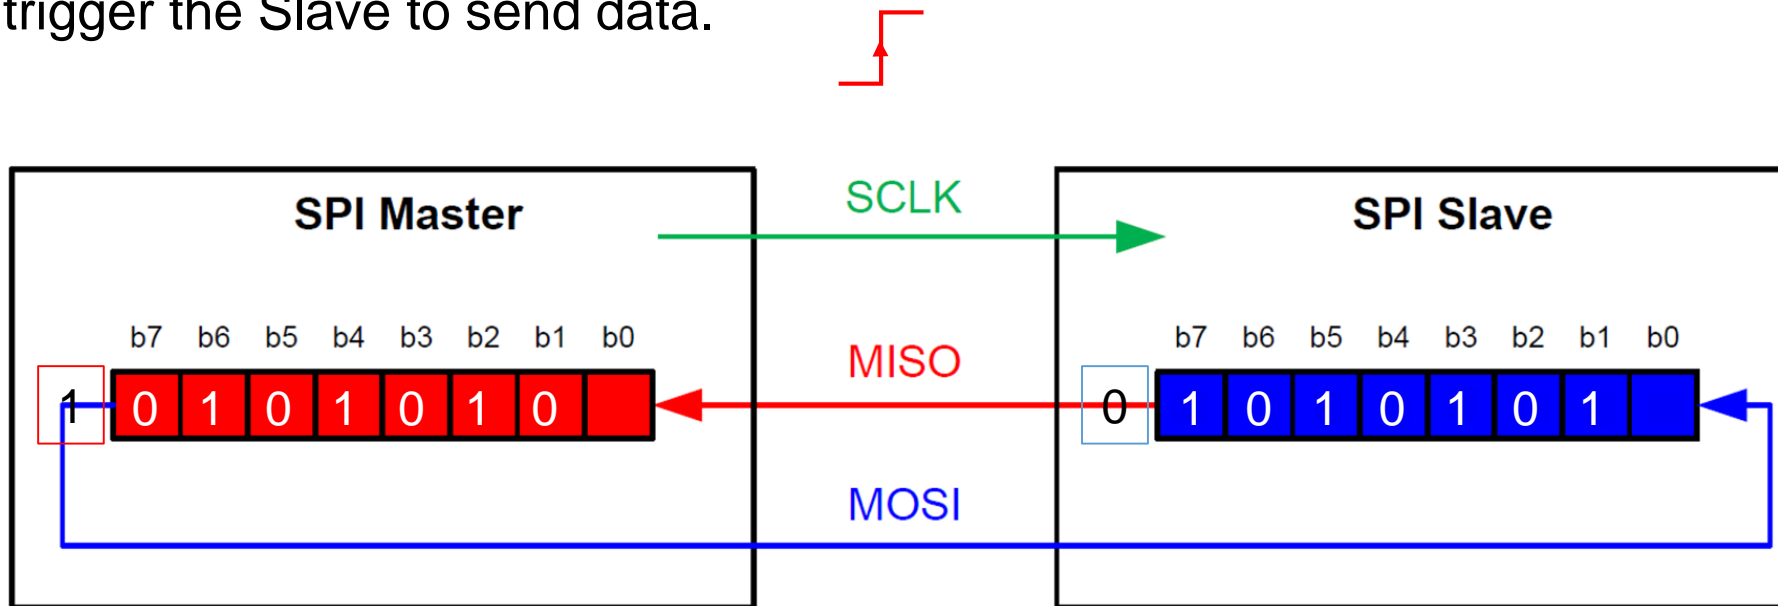 trigger the Slave to send data.
SPI Master
SCLK
SPI Slave
b7 b6 b5 b4 b3 b2 b1 b0
MISO
b7 b6 b5 b4 b3 b2 b1 b0
1 0 1 0 1 0 1 0
0 1 0 1 0 1 0 1
MOSI